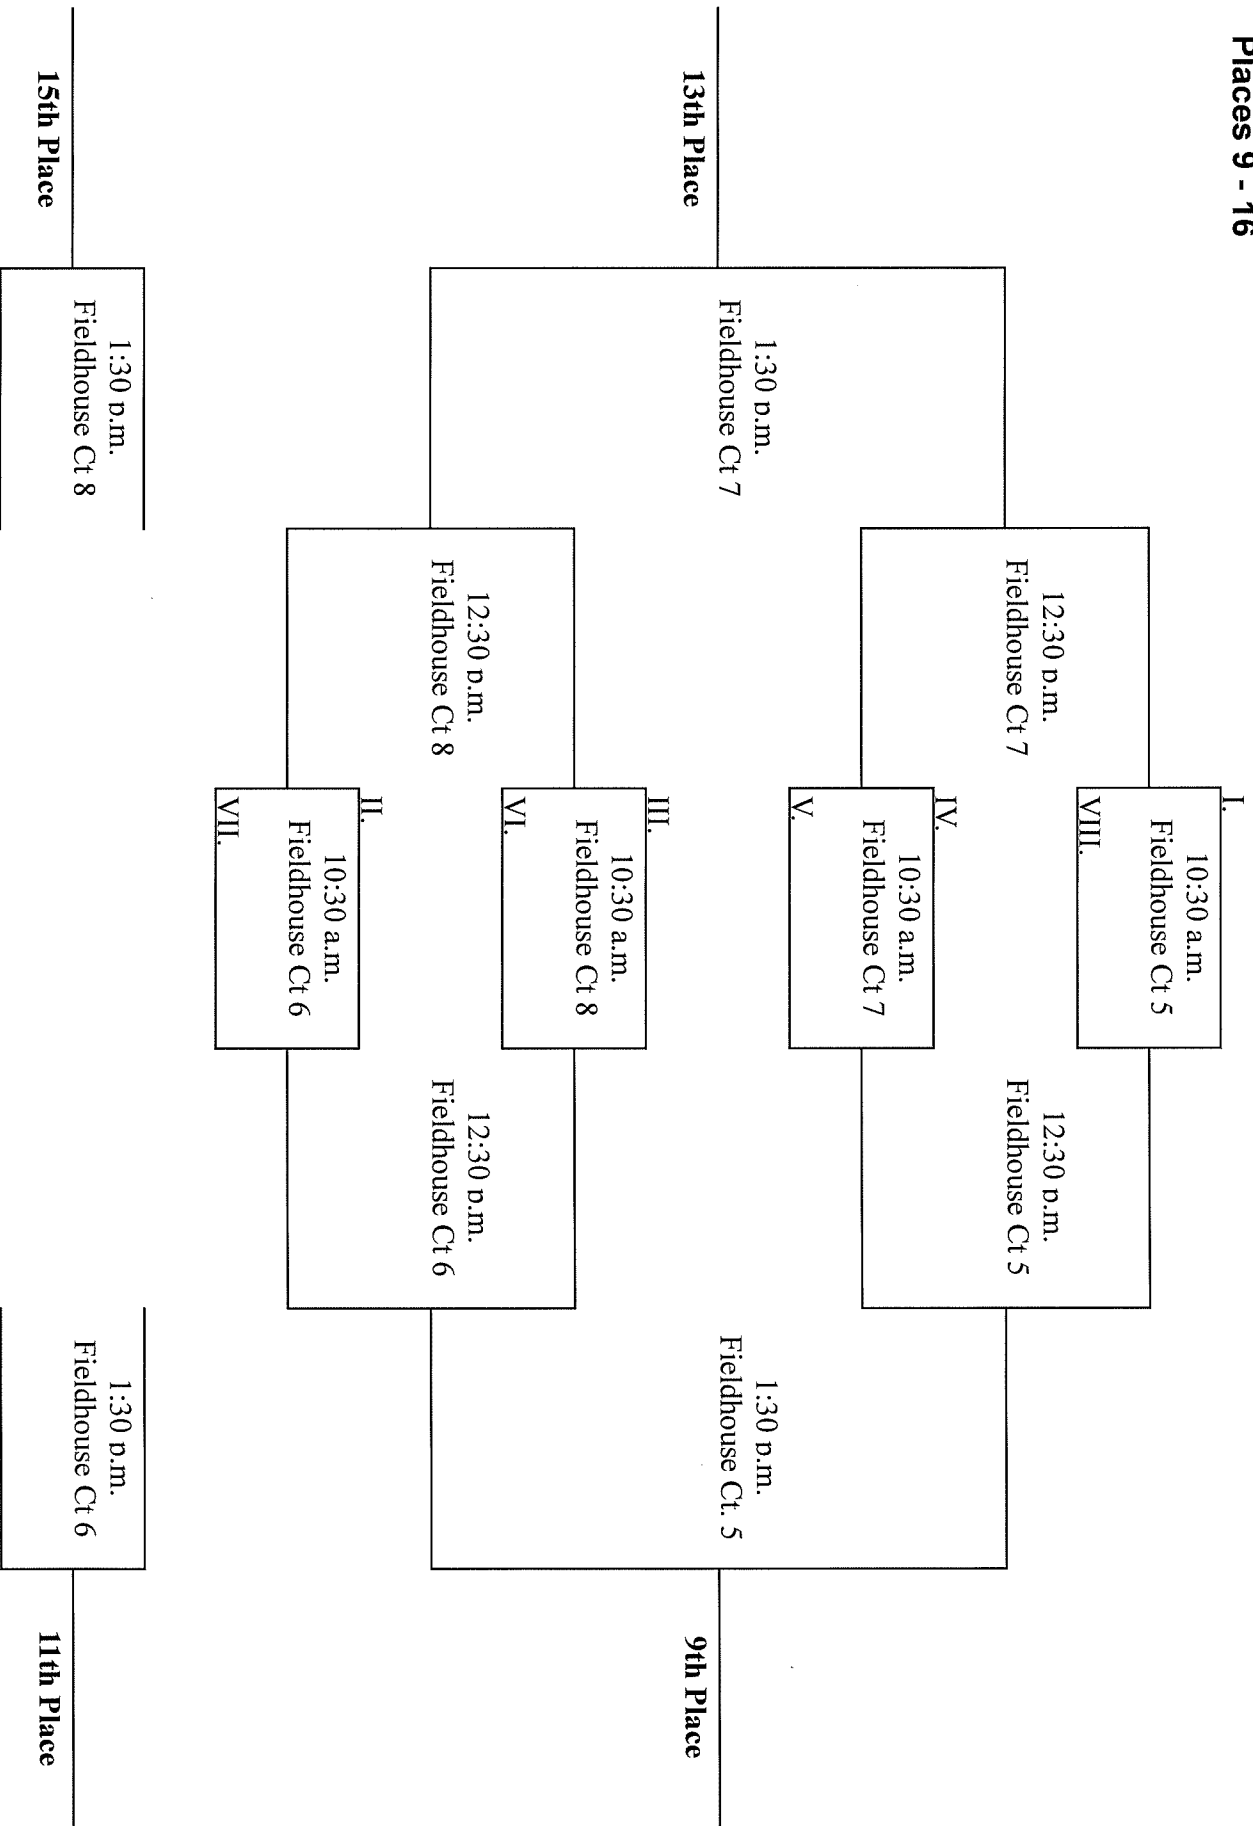 Places 9 - 16
I.
10:30 a.m.
Fieldhouse Ct 5
VIII.
12:30 p.m.
Fieldhouse Ct 7
12:30 p.m.
Fieldhouse Ct 5
IV.
10:30 a.m.
Fieldhouse Ct 7
V.
1:30 p.m.
Fieldhouse Ct 7
1:30 p.m.
Fieldhouse Ct. 5
13th Place
9th Place
III.
10:30 a.m.
Fieldhouse Ct 8
VI.
12:30 p.m.
Fieldhouse Ct 8
12:30 p.m.
Fieldhouse Ct 6
II.
10:30 a.m.
Fieldhouse Ct 6
VII.
1:30 p.m.
Fieldhouse Ct 8
1:30 p.m.
Fieldhouse Ct 6
15th Place
11th Place